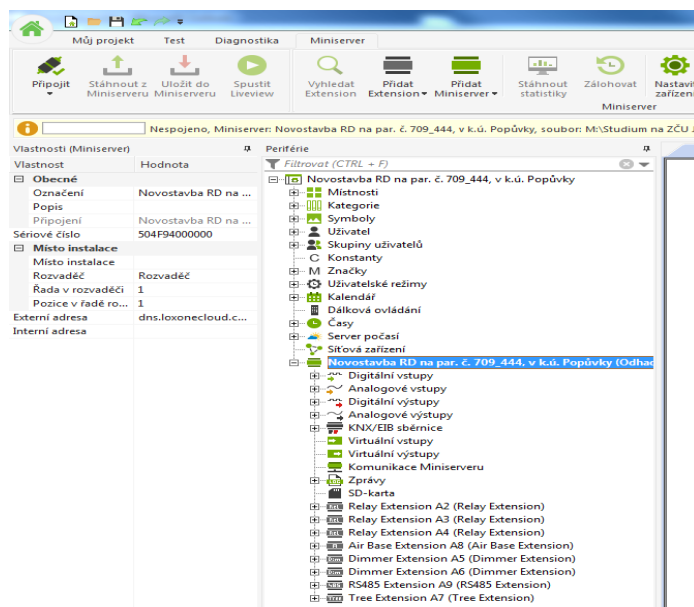 Můj projekt Test Diagnostika Miniserver
Připojit Stáhnout z Miniserveru Uložit do Miniserveru Spustit Liveview Vyhledat Extension Přidat Extension Přidat Miniserver Stáhnout statistiky Zálohovat Nastavit zařízení
Miniserver
Nespojeno, Miniserver: Novostavba RD na par. č. 709_444, v k.ú. Popůvky, soubor: M:\Studium na ZČU
Vlastnosti (Miniserver)
Vlastnost Hodnota
Obecné
Označení Novostavba RD na ...
Popis
Připojení Novostavba RD na ...
Sériové číslo 504F94000000
Místo instalace
Místo instalace
Rozvaděč Rozvaděč
Řada v rozvaděči 1
Pozice v řadě ro... 1
Externí adresa dns.loxonecloud.c...
Interní adresa
Periférie
Filtrovat (CTRL + F)
Novostavba RD na par. č. 709_444, v k.ú. Popůvky
Místnosti
Kategorie
Symboly
Uživatel
Skupiny uživatelů
C Konstanty
M Značky
Uživatelské režimy
Kalendář
Dálková ovládání
Časy
Server počasí
Síťová zařízení
Novostavba RD na par. č. 709_444, v k.ú. Popůvky (Odhad
Digitální vstupy
Analogové vstupy
Digitální výstupy
Analogové výstupy
KNX/EIB sběrnice
Virtuální vstupy
Virtuální výstupy
Komunikace Miniserveru
Zprávy
SD-karta
Relay Extension A2 (Relay Extension)
Relay Extension A3 (Relay Extension)
Relay Extension A4 (Relay Extension)
Air Base Extension A8 (Air Base Extension)
Dimmer Extension A5 (Dimmer Extension)
Dimmer Extension A6 (Dimmer Extension)
RS485 Extension A9 (RS485 Extension)
Tree Extension A7 (Tree Extension)